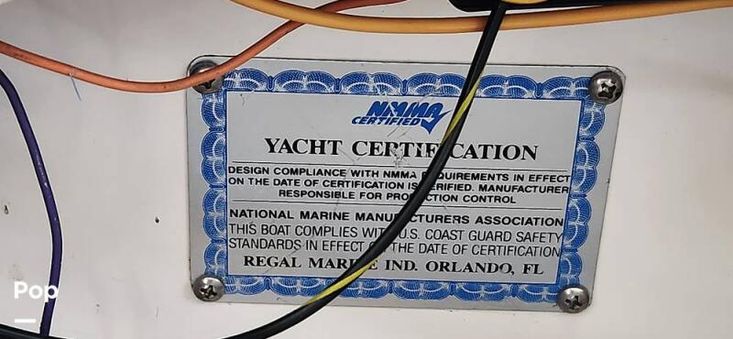 NMMA
CERTIFIED
YACHT CERTIFICATION
DESIGN COMPLIANCE WITH NMMA REQUIREMENTS IN EFFECT
ON THE DATE OF CERTIFICATION IS VERIFIED. MANUFACTURER
RESPONSIBLE FOR PRODUCTION CONTROL
NATIONAL MARINE MANUFACTURERS ASSOCIATION
THIS BOAT COMPLIES WITH U.S. COAST GUARD SAFETY
STANDARDS IN EFFECT ON THE DATE OF CERTIFICATION
REGAL MARINE IND. ORLANDO, FL
Pop